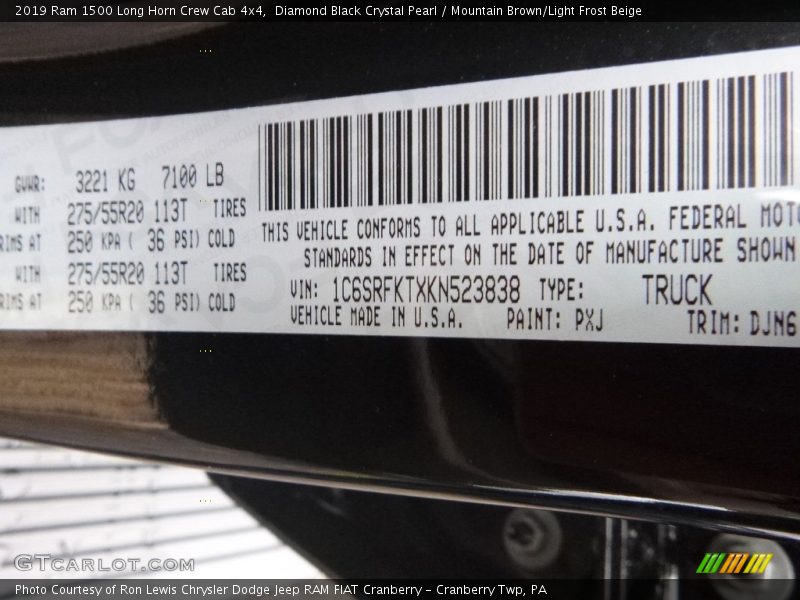 2019 Ram 1500 Long Horn Crew Cab 4x4,  Diamond Black Crystal Pearl / Mountain Brown/Light Frost Beige
GVWR: 3221 KG 7100 LB
WITH 275/55R20 113T TIRES
RIMS AT 250 KPA ( 36 PSI) COLD
WITH 275/55R20 113T TIRES
RIMS AT 250 KPA ( 36 PSI) COLD
THIS VEHICLE CONFORMS TO ALL APPLICABLE U.S.A. FEDERAL MOTO
STANDARDS IN EFFECT ON THE DATE OF MANUFACTURE SHOWN
VIN: 1C6SRFKTXKN523838 TYPE: TRUCK
VEHICLE MADE IN U.S.A. PAINT: PXJ TRIM: DJN6
GTCARLOT.COM
Photo Courtesy of Ron Lewis Chrysler Dodge Jeep RAM FIAT Cranberry – Cranberry Twp, PA